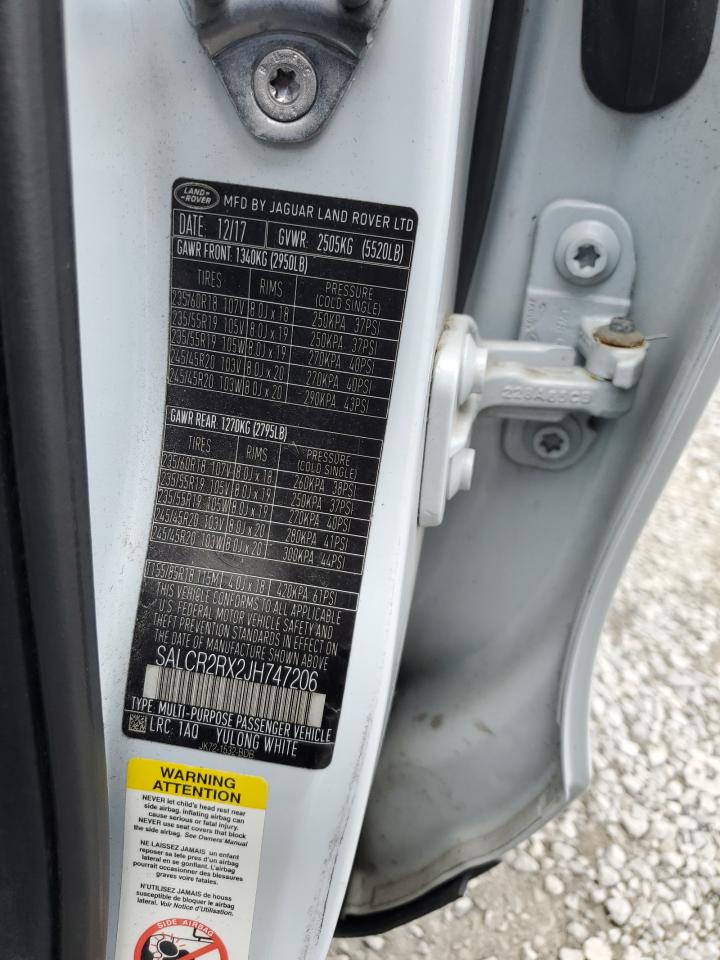 LAND ROVER
MFD BY JAGUAR LAND ROVER LTD
DATE: 12/17 GVWR: 2505KG (5520LB)
GAWR FRONT: 1340KG (2950LB)
TIRES RIMS PRESSURE (COLD SINGLE)
235/60R18 107V 8.0J x 18 250KPA 37PSI
235/55R19 105V 8.0J x 19 250KPA 37PSI
235/55R19 105W 8.0J x 19 270KPA 40PSI
245/45R20 103V 8.0J x 20 270KPA 40PSI
245/45R20 103W 8.0J x 20 290KPA 43PSI
GAWR REAR: 1270KG (2795LB)
TIRES RIMS PRESSURE (COLD SINGLE)
235/60R18 107V 8.0J x 18 260KPA 38PSI
235/55R19 105V 8.0J x 19 250KPA 37PSI
235/55R19 105W 8.0J x 19 270KPA 40PSI
245/45R20 103V 8.0J x 20 280KPA 41PSI
245/45R20 103W 8.0J x 20 300KPA 44PSI
T55/85R18 115M 4.0J x 18 420KPA 61PSI
THIS VEHICLE CONFORMS TO ALL APPLICABLE
U.S. FEDERAL MOTOR VEHICLE SAFETY AND
THEFT PREVENTION STANDARDS IN EFFECT ON
THE DATE OF MANUFACTURE SHOWN ABOVE
SALCR2RX2JH747206
TYPE: MULTI-PURPOSE PASSENGER VEHICLE
LRC: 1AQ YULONG WHITE
JK72-1532-BDB
WARNING
ATTENTION
NEVER let child's head rest near
side airbag. inflating airbag can
cause serious or fatal injury.
NEVER use seat covers that block
the side airbag. See Owners Manual
NE LAISSEZ JAMAIS un enfant
reposer sa tete pres d'un airbag
lateral en se gonflant. L'airbag
pourrait occasionner des blessures
graves voire fatales.
N'UTILISEZ JAMAIS de housse
susceptible de bloquer le airbag
lateral. Voir Notice d'Utilisation.
SIDE AIRBAG